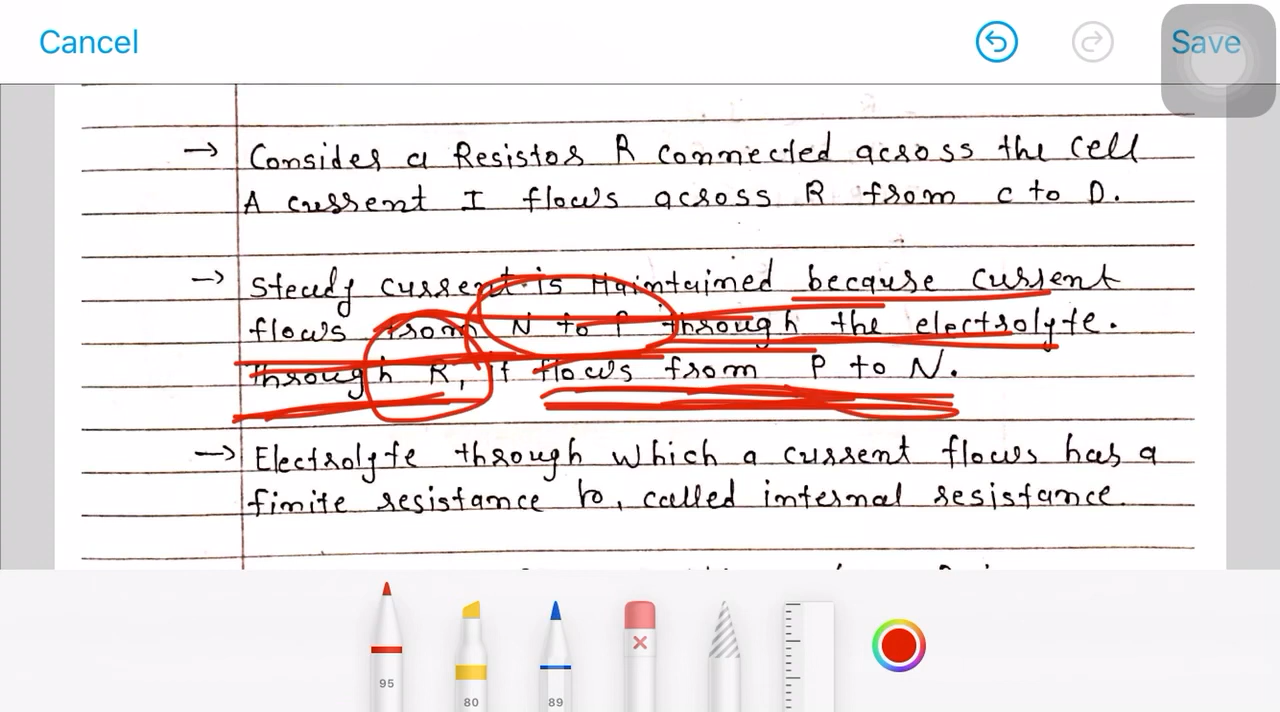 Cancel
Save
→ Consider a Resistor R connected across the cell
A current I flows across R from C to D.
→ Steady current is Maintained because current
flows from N to P through the electrolyte.
through R, it flows from P to N.
→ Electrolyte through which a current flows has a
finite resistance r₀, called internal resistance.
95
80
89